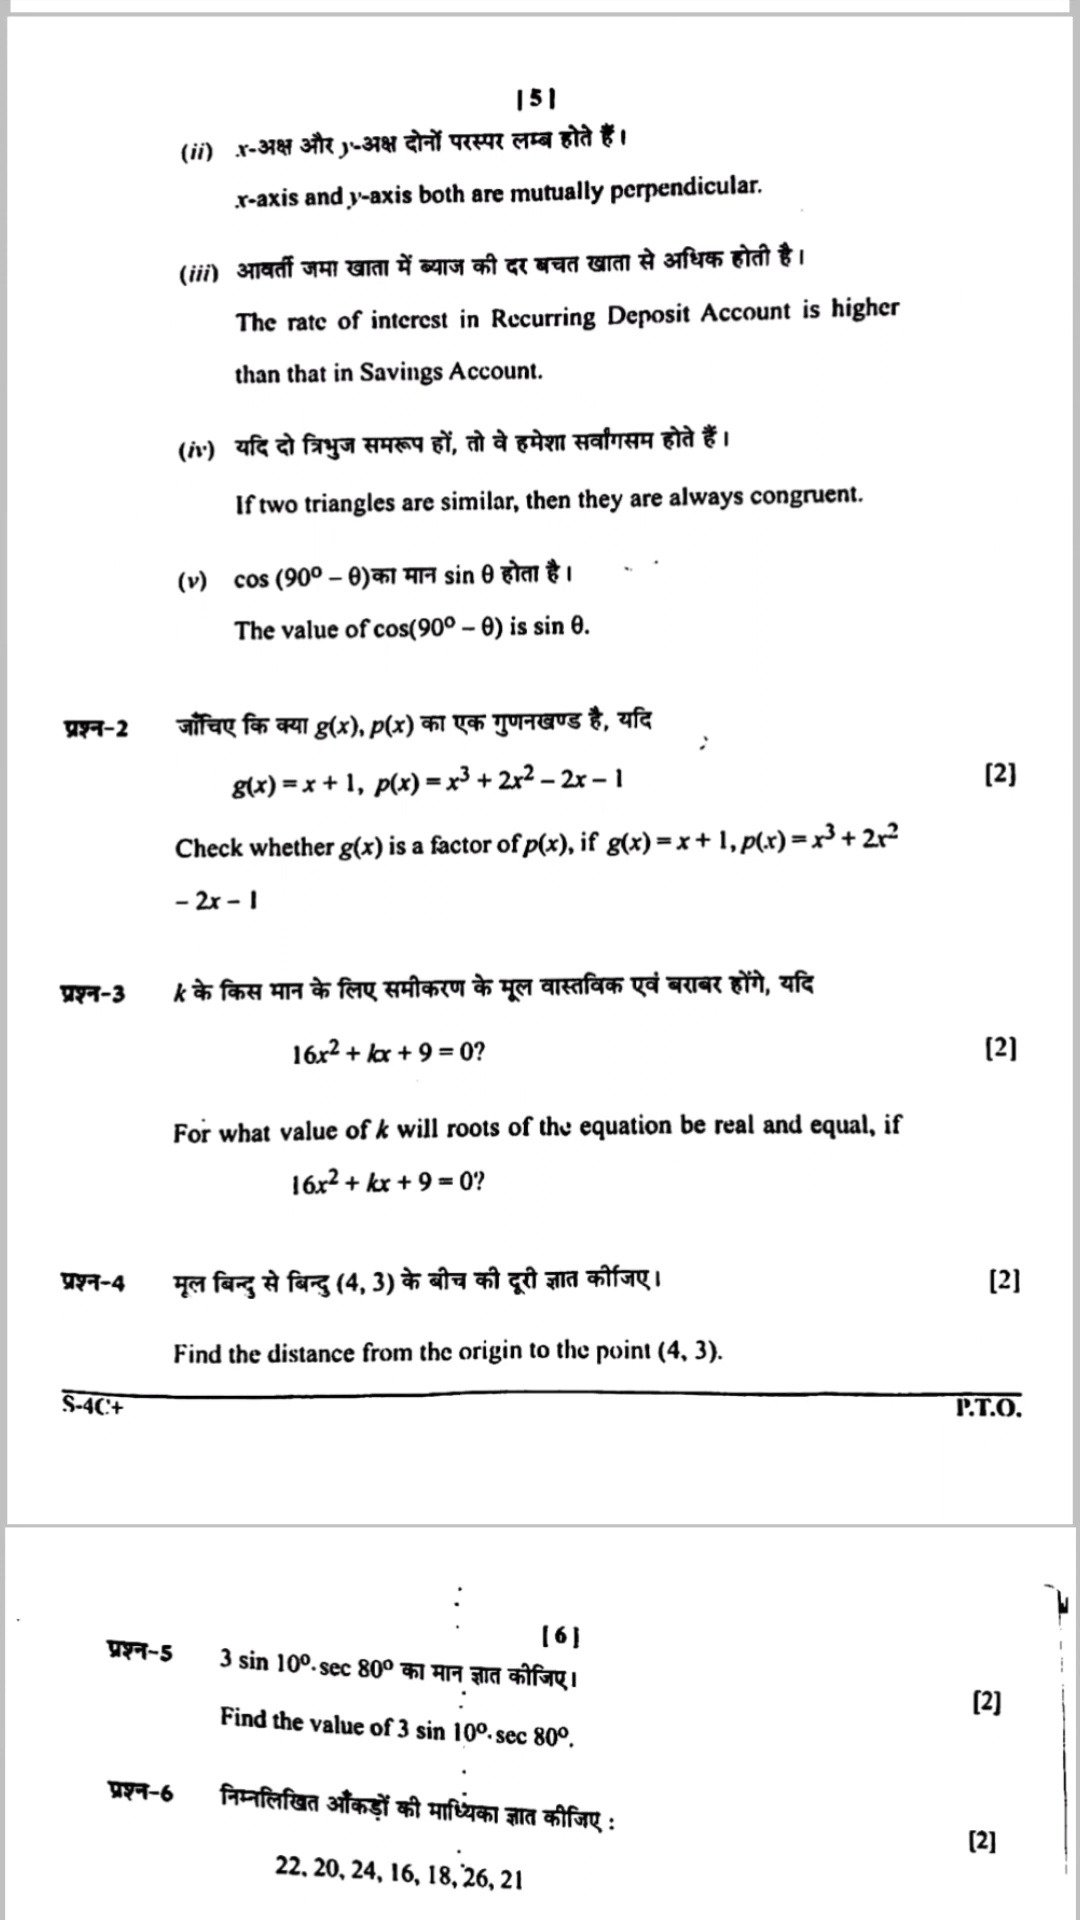 [5]
(ii) x-अक्ष और y-अक्ष दोनों परस्पर लम्ब होते हैं।
x-axis and y-axis both are mutually perpendicular.
(iii) आवर्ती जमा खाता में ब्याज की दर बचत खाता से अधिक होती है।
The rate of interest in Recurring Deposit Account is higher
than that in Savings Account.
(iv) यदि दो त्रिभुज समरूप हों, तो वे हमेशा सर्वांगसम होते हैं।
If two triangles are similar, then they are always congruent.
(v) cos (90º – θ)का मान sin θ होता है।
The value of cos(90º – θ) is sin θ.
प्रश्न-2 जाँचिए कि क्या g(x), p(x) का एक गुणनखण्ड है, यदि
g(x) = x + 1, p(x) = x³ + 2x² – 2x – 1 [2]
Check whether g(x) is a factor of p(x), if g(x) = x + 1, p(x) = x³ + 2x²
– 2x – 1
प्रश्न-3 k के किस मान के लिए समीकरण के मूल वास्तविक एवं बराबर होंगे, यदि
16x² + kx + 9 = 0? [2]
For what value of k will roots of the equation be real and equal, if
16x² + kx + 9 = 0?
प्रश्न-4 मूल बिन्दु से बिन्दु (4, 3) के बीच की दूरी ज्ञात कीजिए। [2]
Find the distance from the origin to the point (4, 3).
S-4C+ P.T.O.
[6]
प्रश्न-5 3 sin 10º. sec 80º का मान ज्ञात कीजिए।
[2]
Find the value of 3 sin 10º. sec 80º.
प्रश्न-6 निम्नलिखित आँकड़ों की माध्यिका ज्ञात कीजिए :
[2]
22, 20, 24, 16, 18, 26, 21